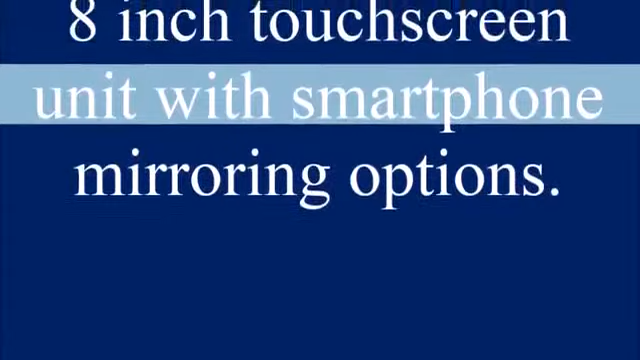 8 inch touchscreen
unit with smartphone
mirroring options.